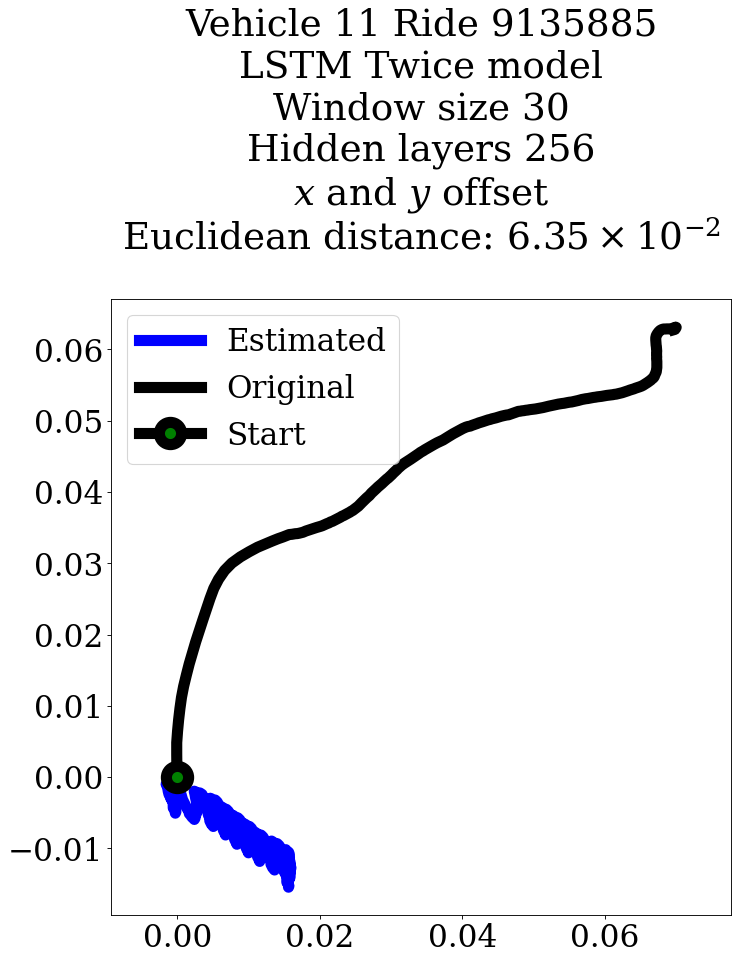 Vehicle 11 Ride 9135885
LSTM Twice model
Window size 30
Hidden layers 256
x and y offset
Euclidean distance: 6.35 × 10⁻²
Estimated
Original
Start
0.06
0.05
0.04
0.03
0.02
0.01
0.00
−0.01
0.00 0.02 0.04 0.06